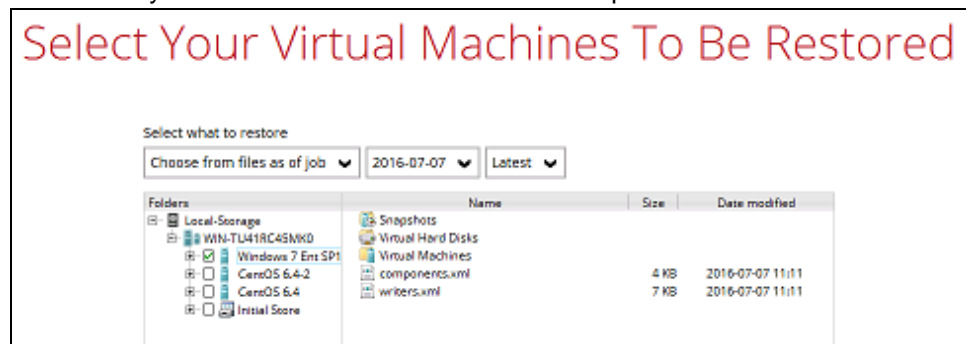 Select Your Virtual Machines To Be Restored
Select what to restore
Choose from files as of job 2016-07-07 Latest
Folders Name Size Date modified
Local-Storage Snapshots
WIN-TU41RC45MK0 Virtual Hard Disks
Windows 7 Ent SP1 Virtual Machines
CentOS 6.4-2 components.xml 4 KB 2016-07-07 11:11
CentOS 6.4 writers.xml 7 KB 2016-07-07 11:11
Initial Store